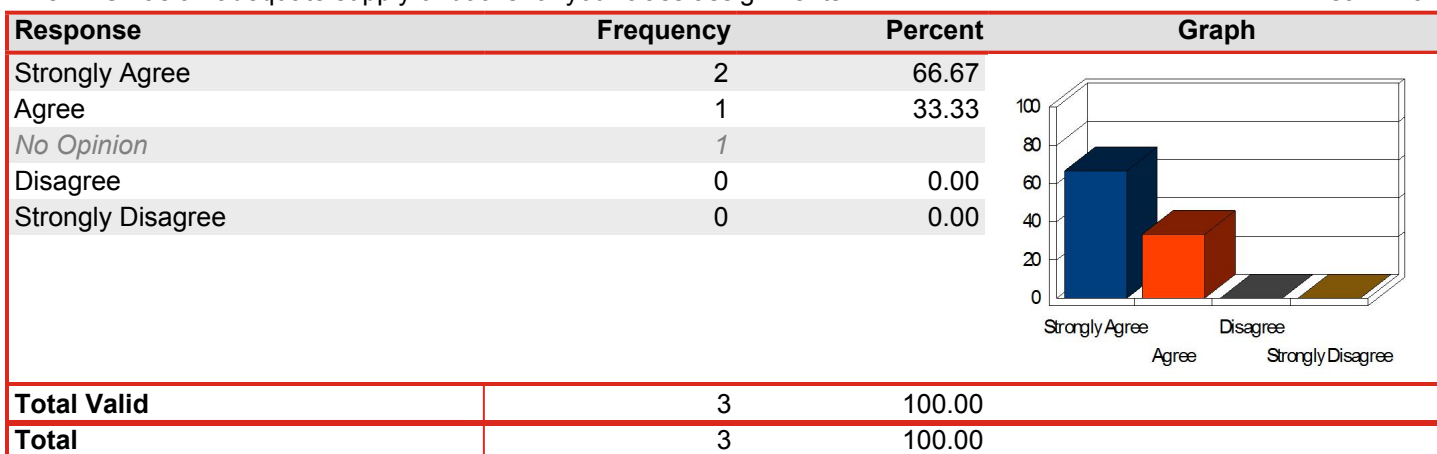 Response Frequency Percent Graph
Strongly Agree 2 66.67
Agree 1 33.33
No Opinion 1
Disagree 0 0.00
Strongly Disagree 0 0.00
100
80
60
40
20
0
Strongly Agree Disagree
Agree Strongly Disagree
Total Valid 3 100.00
Total 3 100.00